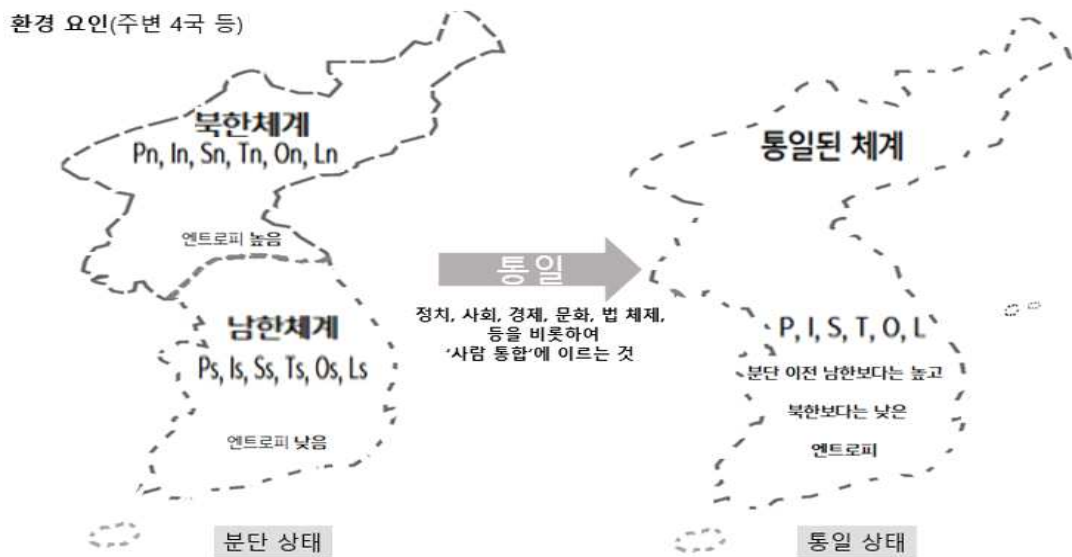 환경 요인(주변 4국 등)
북한체계
Pn, In, Sn, Tn, On, Ln
엔트로피 높음
남한체계
Ps, Is, Ss, Ts, Os, Ls
엔트로피 낮음
분단 상태
통일
정치, 사회, 경제, 문화, 법 체제,
등을 비롯하여
'사람 통합'에 이르는 것
통일된 체계
P, I, S, T, O, L
분단 이전 남한보다는 높고
북한보다는 낮은
엔트로피
통일 상태